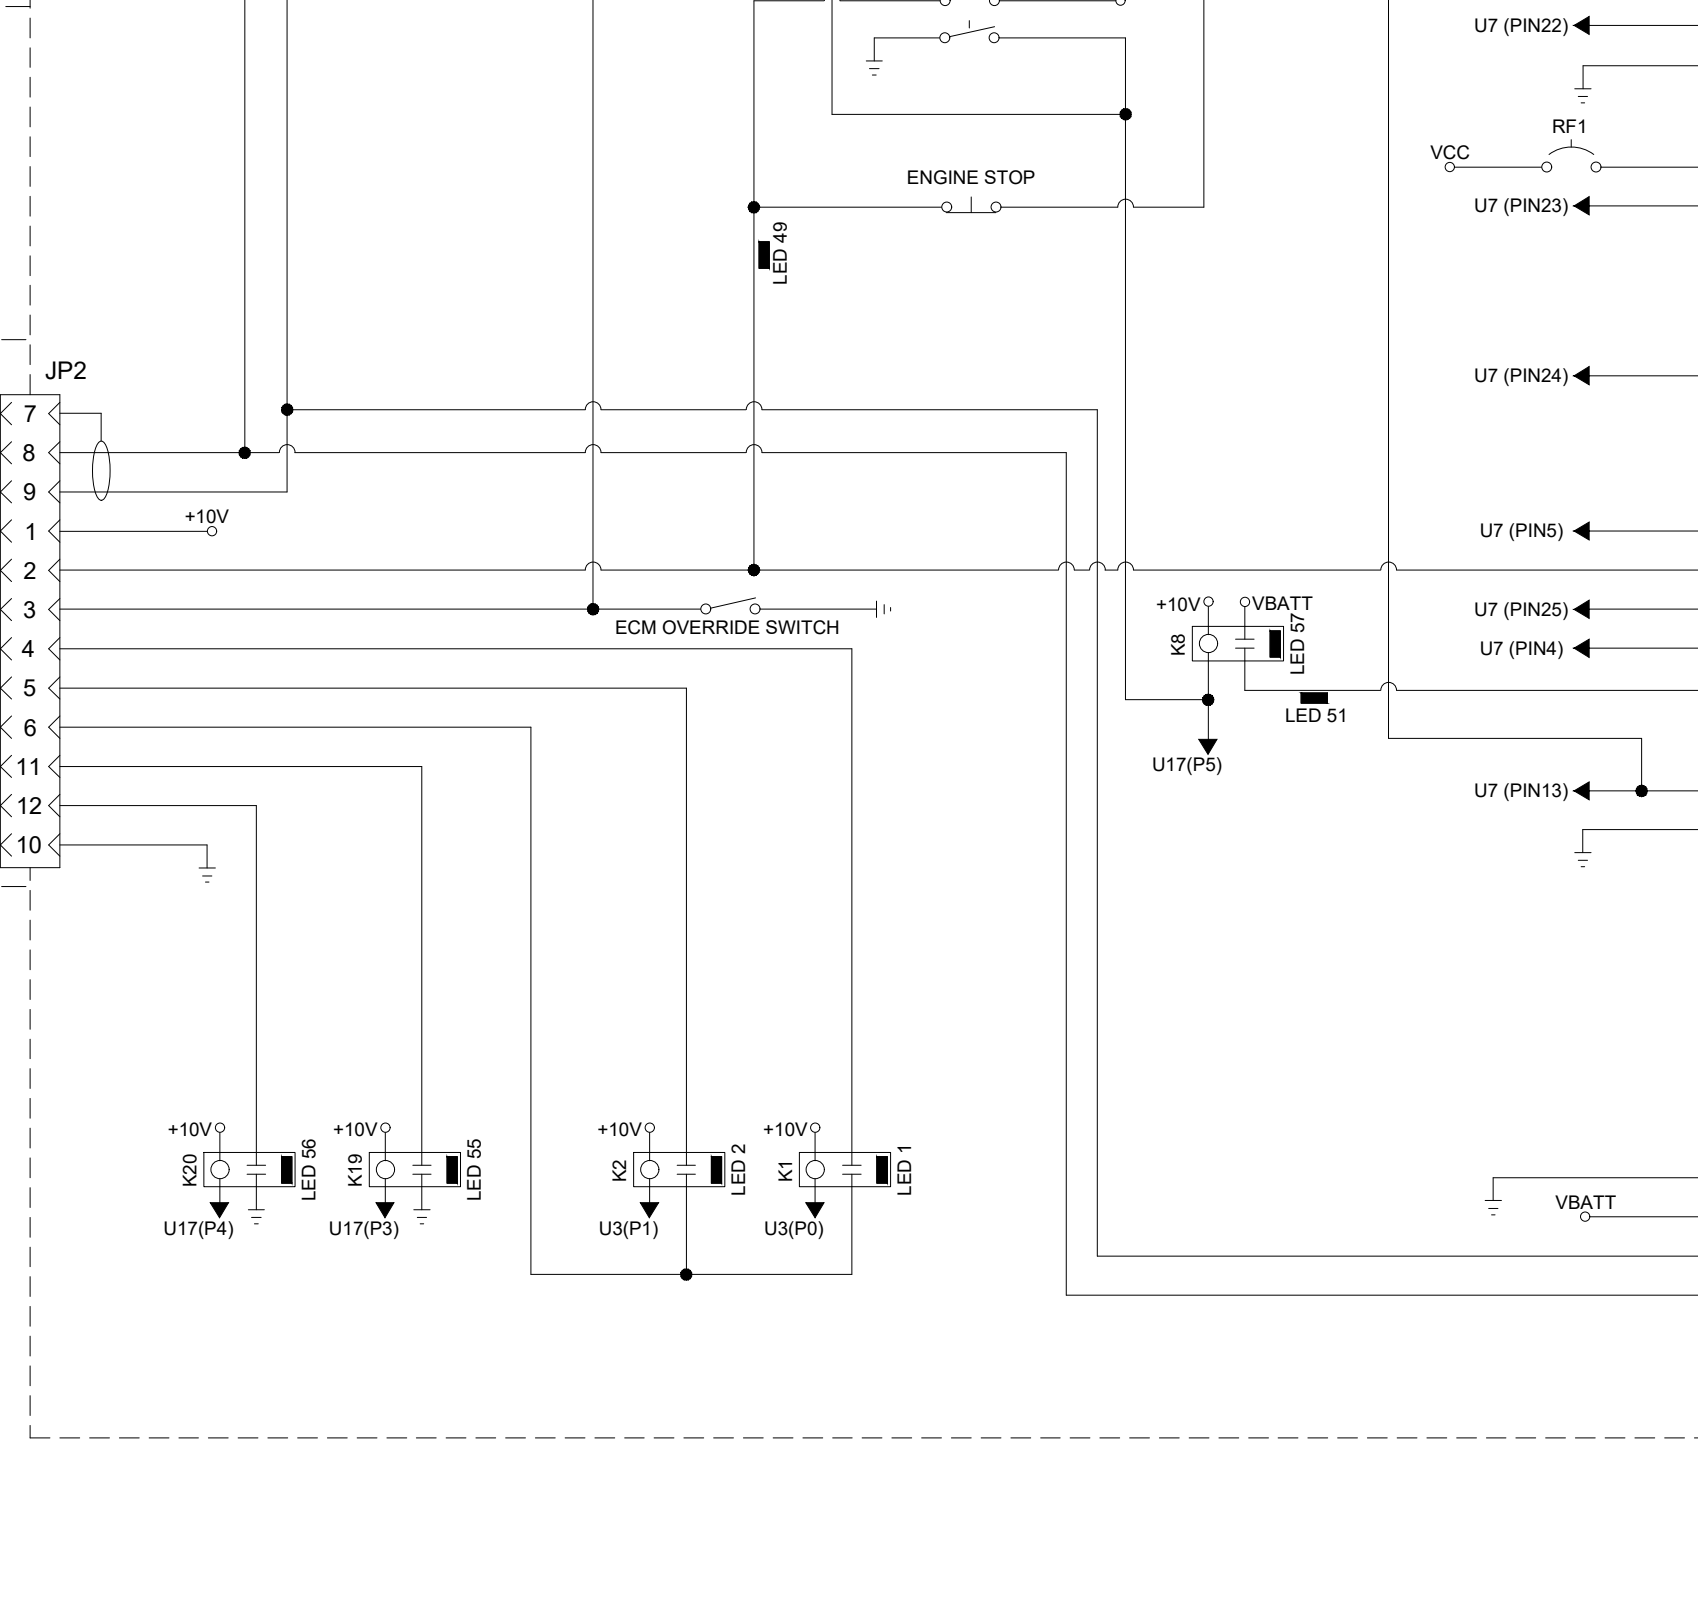 U7 (PIN22)
RF1
VCC
ENGINE STOP
U7 (PIN23)
LED 49
JP2
U7 (PIN24)
7
8
9
+10V
1
U7 (PIN5)
2
+10V
VBATT
3
U7 (PIN25)
ECM OVERRIDE SWITCH
K8
LED 57
4
U7 (PIN4)
5
LED 51
6
11
U17(P5)
U7 (PIN13)
12
10
+10V
+10V
+10V
+10V
K20
LED 56
K19
LED 55
K2
LED 2
K1
LED 1
VBATT
U17(P4)
U17(P3)
U3(P1)
U3(P0)